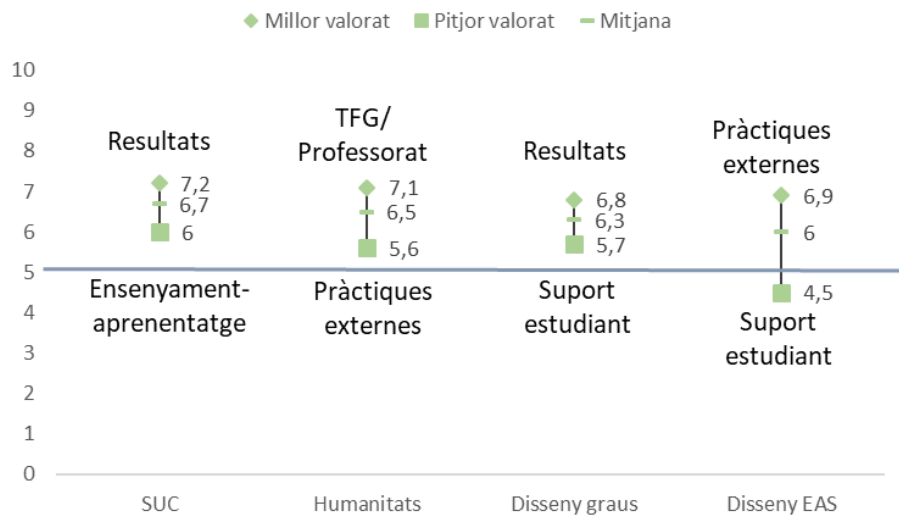 Millor valorat Pitjor valorat Mitjana
10
9
8
7
6
5
4
3
2
1
0
Resultats
7,2
6,7
6
Ensenyament-
aprenentatge
TFG/
Professorat
7,1
6,5
5,6
Pràctiques
externes
Resultats
6,8
6,3
5,7
Suport
estudiant
Pràctiques
externes
6,9
6
4,5
Suport
estudiant
SUC Humanitats Disseny graus Disseny EAS